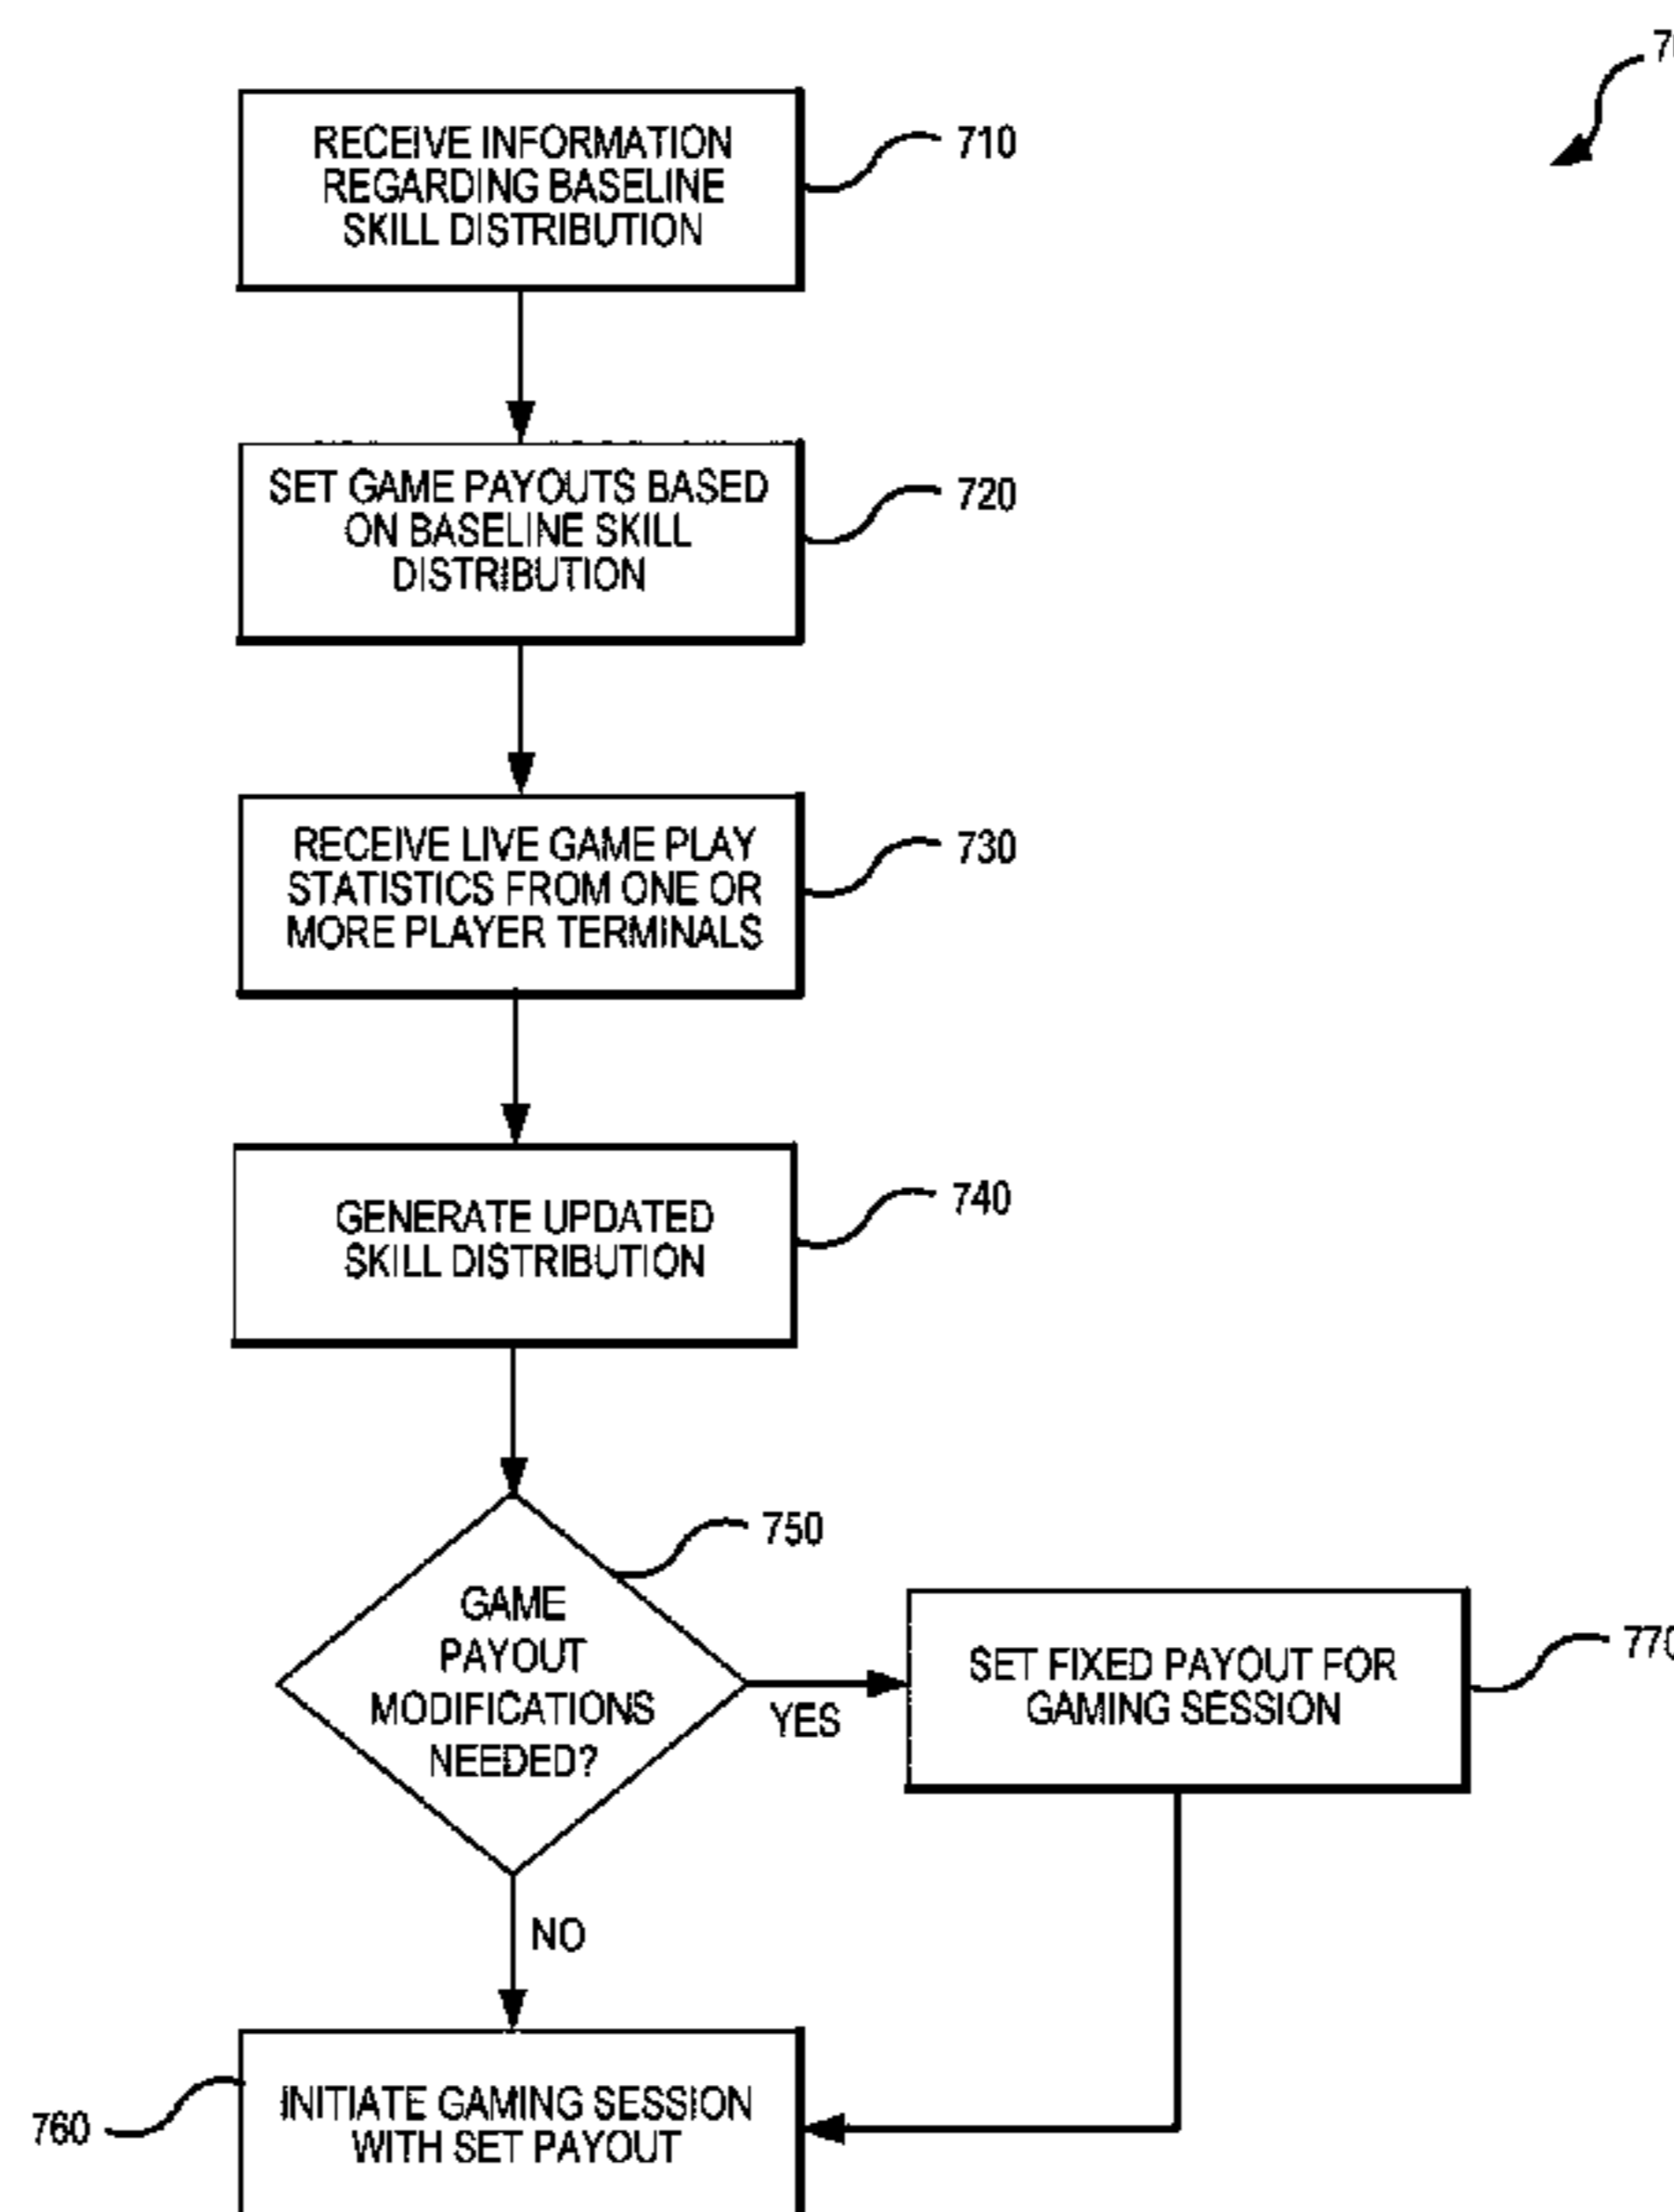 RECEIVE INFORMATION
REGARDING BASELINE
SKILL DISTRIBUTION
710
SET GAME PAYOUTS BASED
ON BASELINE SKILL
DISTRIBUTION
720
RECEIVE LIVE GAME PLAY
STATISTICS FROM ONE OR
MORE PLAYER TERMINALS
730
GENERATE UPDATED
SKILL DISTRIBUTION
740
750
GAME
PAYOUT
MODIFICATIONS
NEEDED?
YES
SET FIXED PAYOUT FOR
GAMING SESSION
770
NO
760
INITIATE GAMING SESSION
WITH SET PAYOUT